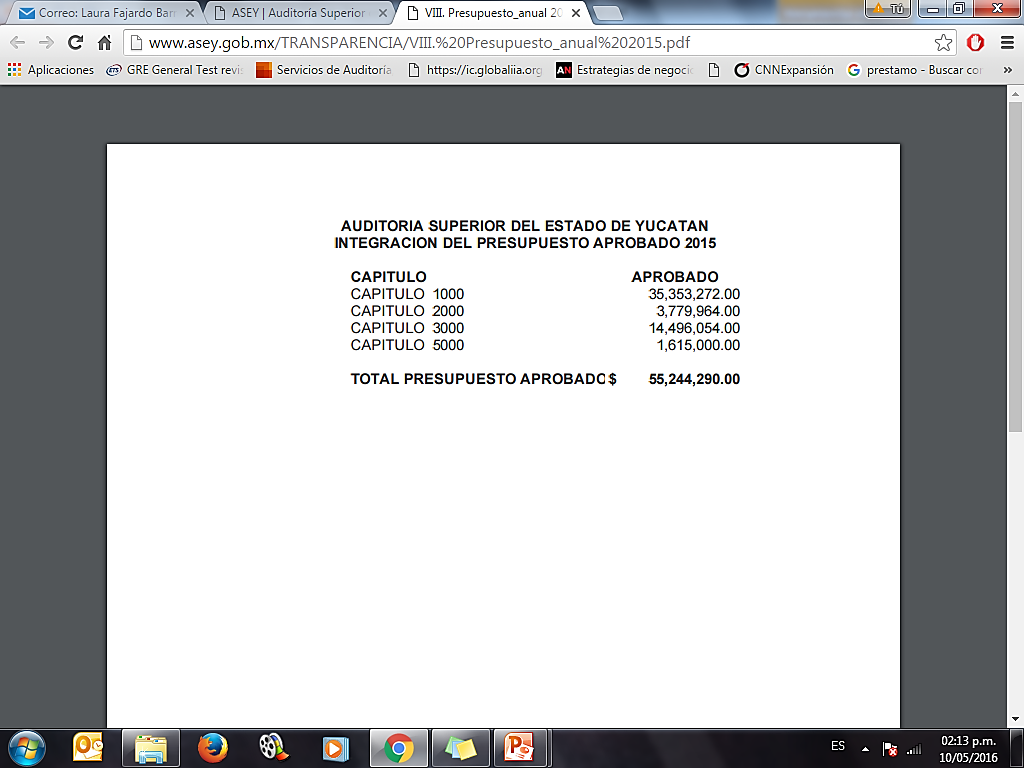 Correo: Laura Fajardo Bar
ASEY | Auditoría Superior
VIII. Presupuesto_anual 20
Tú
www.asey.gob.mx/TRANSPARENCIA/VIII.%20Presupuesto_anual%202015.pdf
Aplicaciones
GRE General Test revi
Servicios de Auditoría
https://ic.globaliia.org
AN Estrategias de negoci
CNNExpansión
prestamo - Buscar co
»
AUDITORIA SUPERIOR DEL ESTADO DE YUCATAN
INTEGRACION DEL PRESUPUESTO APROBADO 2015
CAPITULO APROBADO
CAPITULO 1000 35,353,272.00
CAPITULO 2000 3,779,964.00
CAPITULO 3000 14,496,054.00
CAPITULO 5000 1,615,000.00
TOTAL PRESUPUESTO APROBADO $ 55,244,290.00
ES
02:13 p.m.
10/05/2016